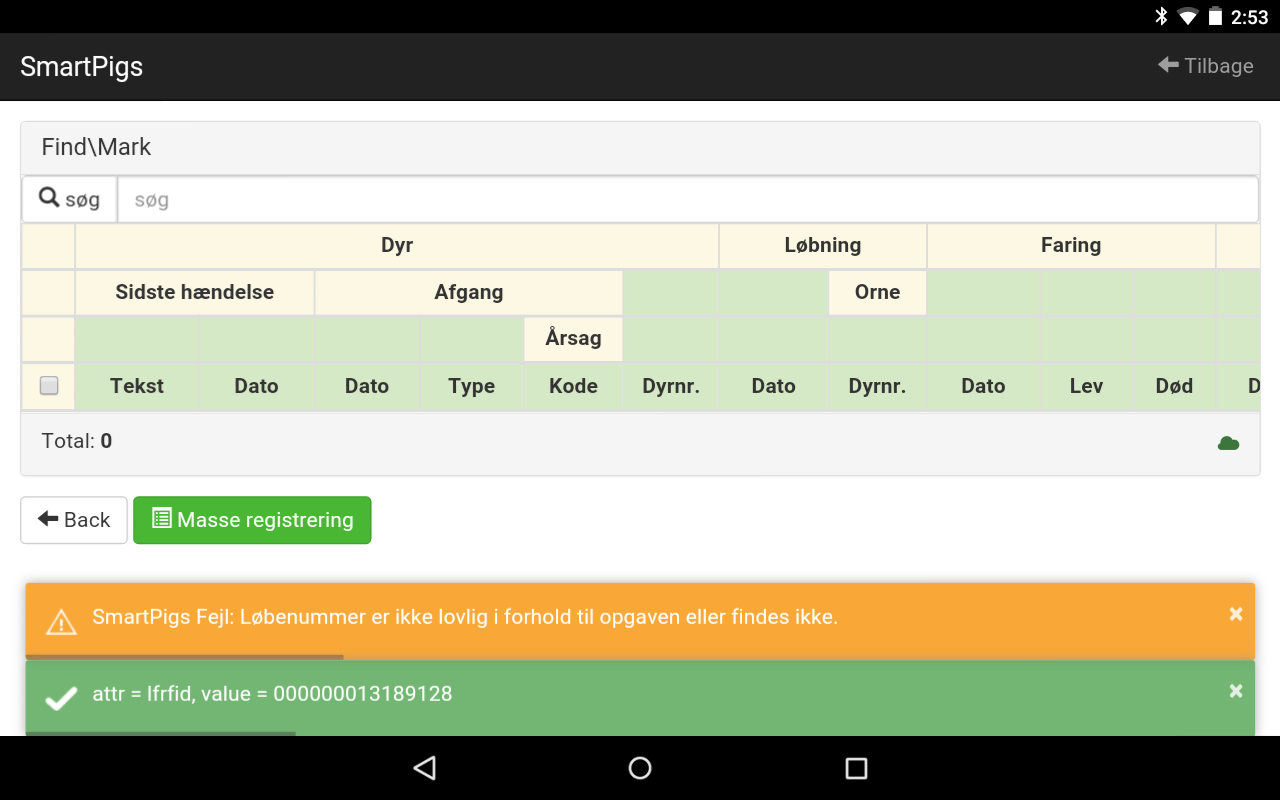 2:53
SmartPigs
Tilbage
Find\Mark
søg søg
Dyr Løbning Faring
Sidste hændelse Afgang Orne
Årsag
Tekst Dato Dato Type Kode Dyrnr. Dato Dyrnr. Dato Lev Død
Total: 0
Back Masse registrering
SmartPigs Fejl: Løbenummer er ikke lovlig i forhold til opgaven eller findes ikke. ×
attr = lfrfid, value = 000000013189128 ×